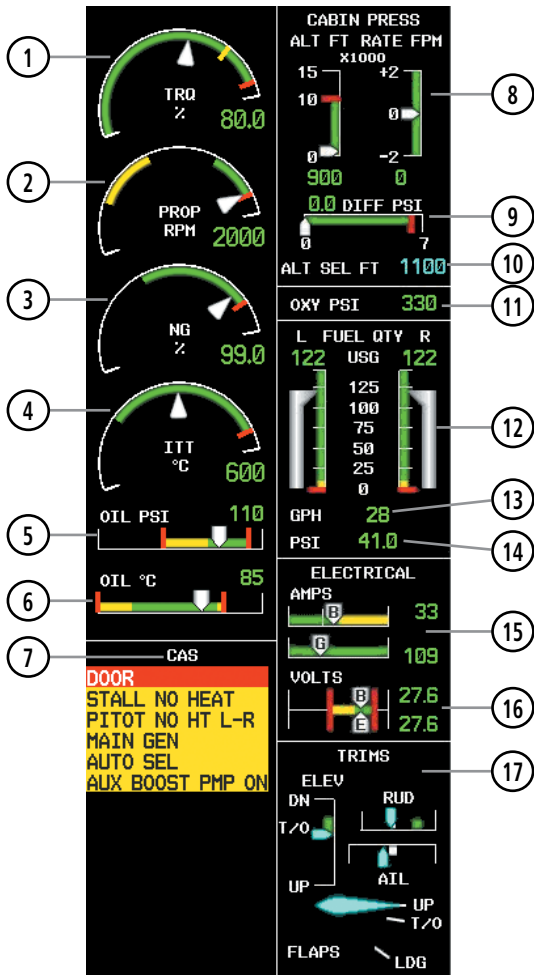 1
TRQ
%
80.0
2
PROP
RPM
2000
3
NG
%
99.0
4
ITT
°C
600
5
OIL PSI 110
6
OIL °C 85
7
CAS
DOOR
STALL NO HEAT
PITOT NO HT L-R
MAIN GEN
AUTO SEL
AUX BOOST PMP ON
CABIN PRESS
ALT FT RATE FPM
X1000
15 +2
10
0
0 -2
900 0
8
0.0 DIFF PSI
0 7
9
ALT SEL FT 1100
10
OXY PSI 330
11
L FUEL QTY R
122 USG 122
125
100
75
50
25
0
12
GPH 28
13
PSI 41.0
14
ELECTRICAL
AMPS
B 33
G 109
15
VOLTS
B 27.6
E 27.6
16
TRIMS
17
ELEV
DN RUD
T/O
AIL
UP
UP
T/O
FLAPS LDG